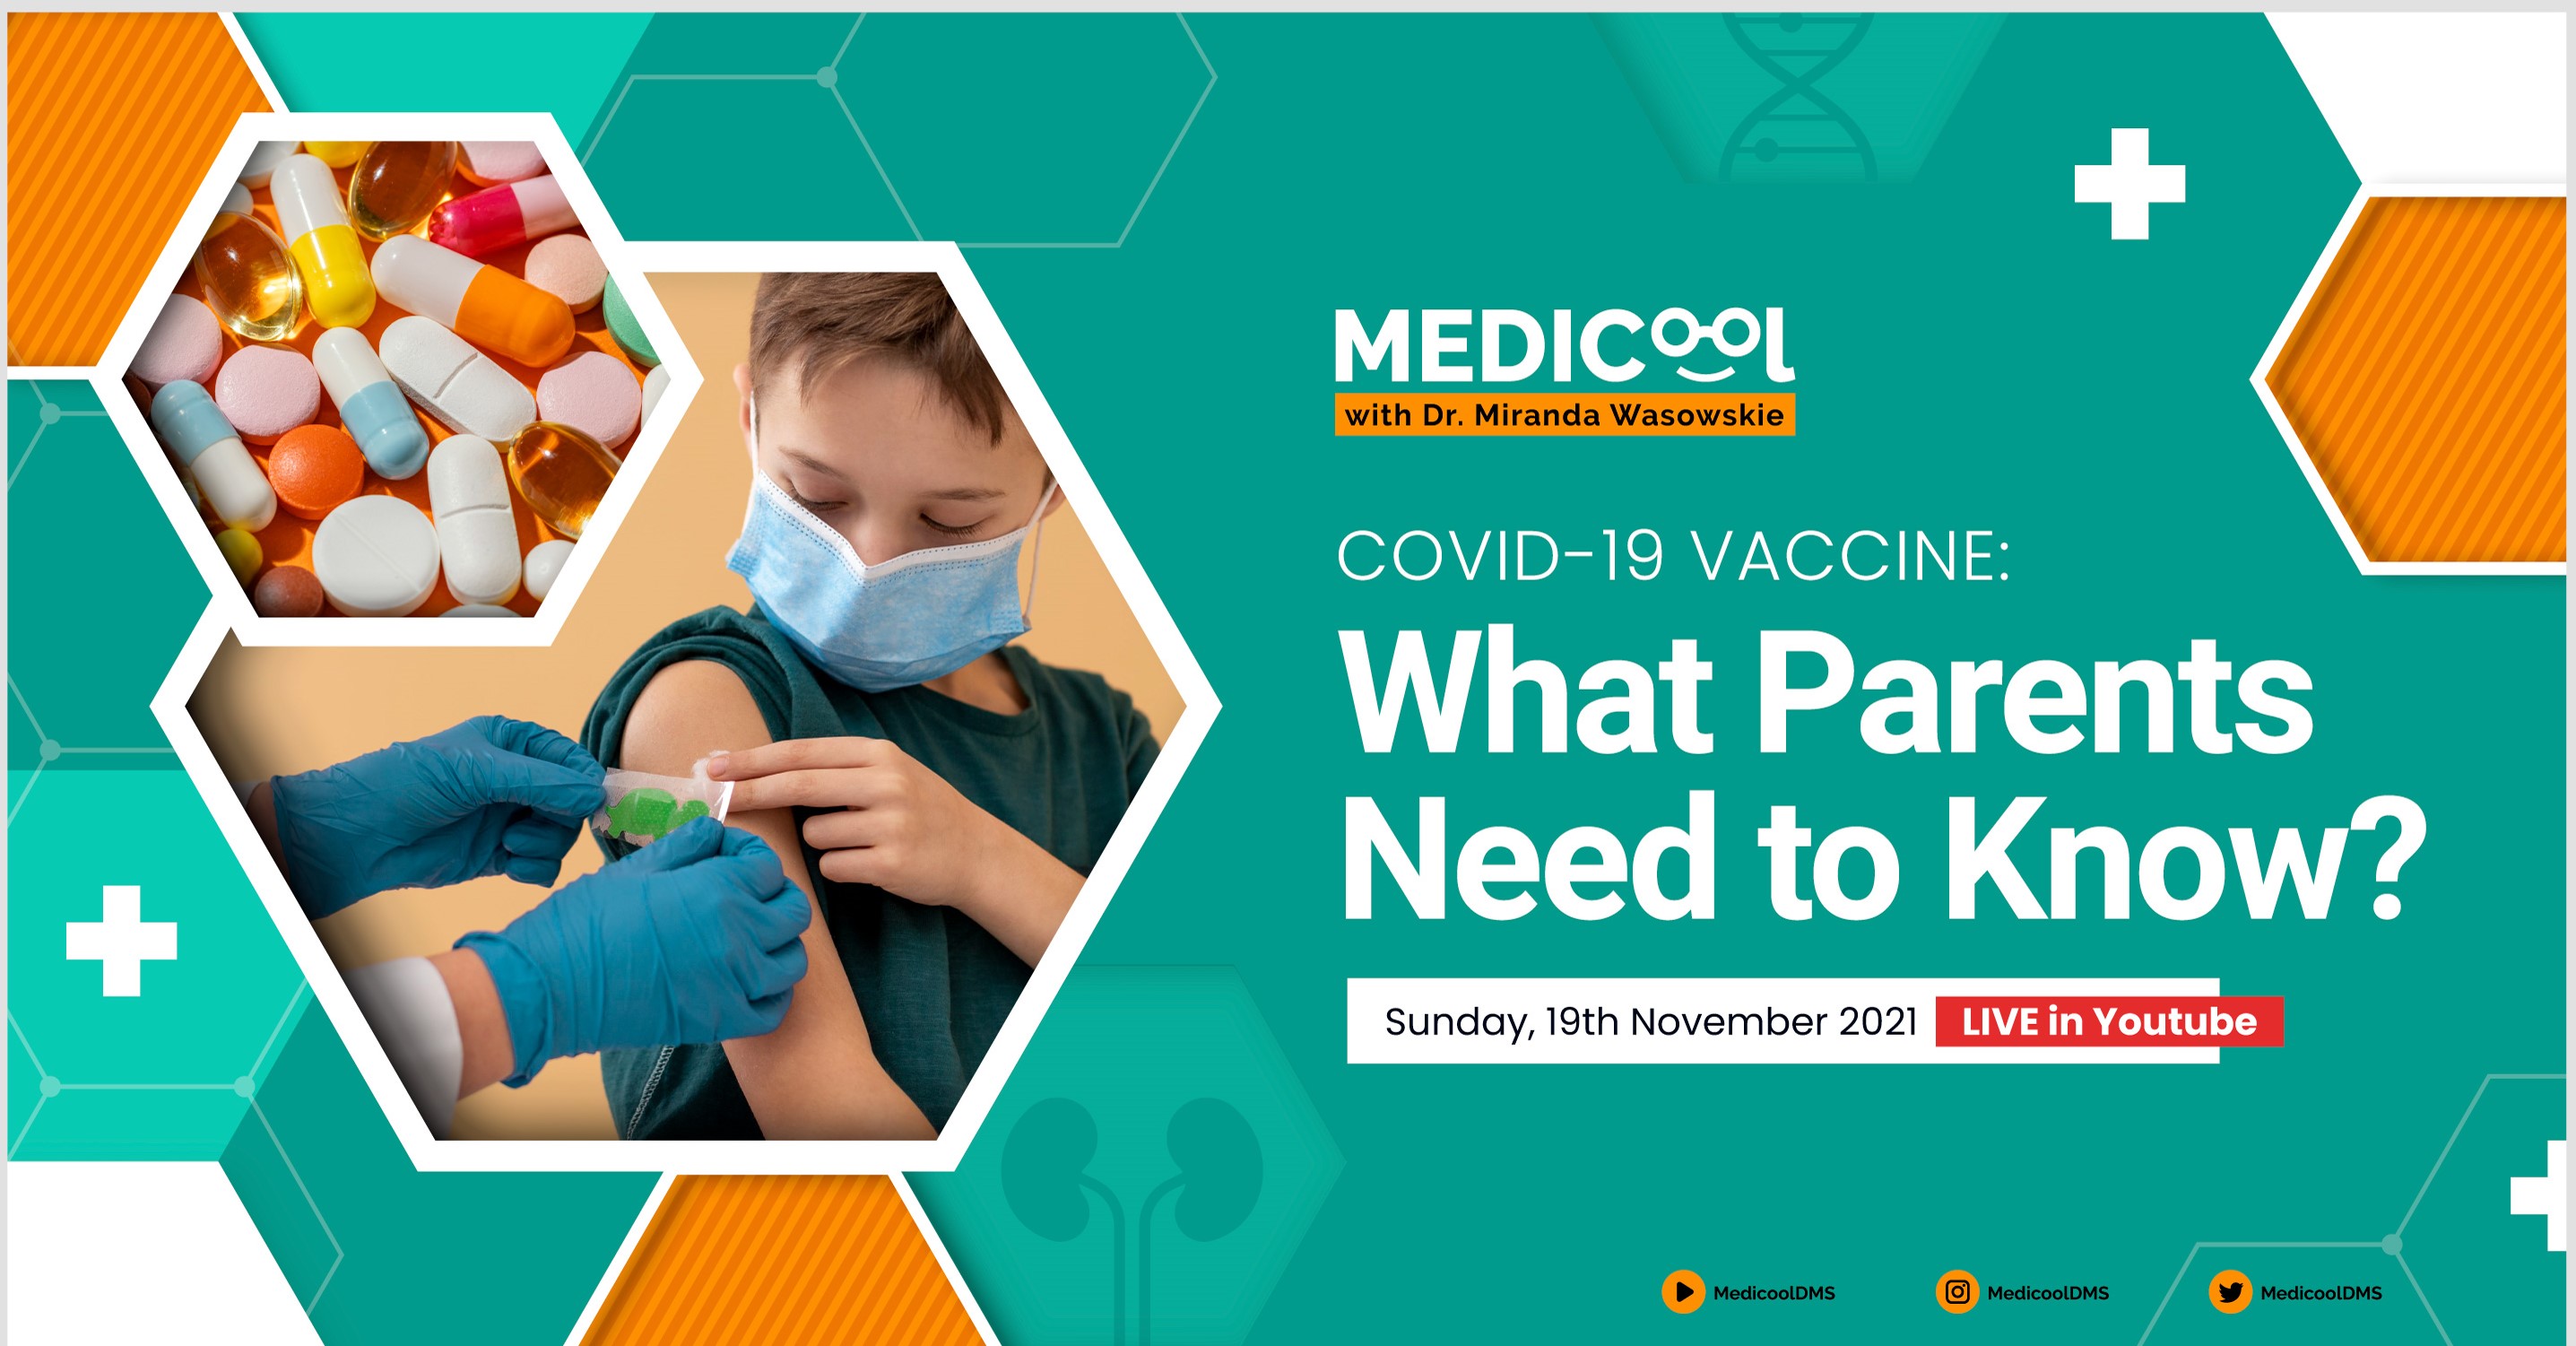 MEDICool
with Dr. Miranda Wasowskie
COVID-19 VACCINE:
What Parents
Need to Know?
Sunday, 19th November 2021 LIVE in Youtube
MedicoolDMS MedicoolDMS MedicoolDMS